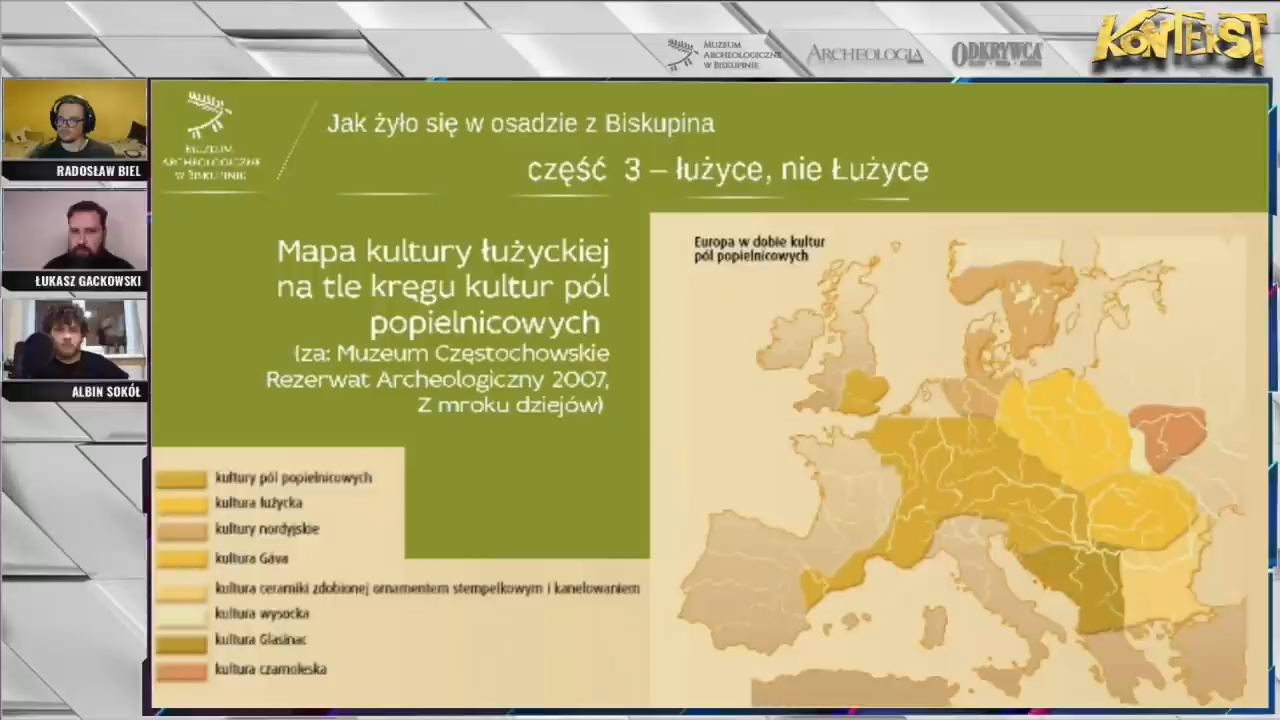 MUZEUM
ARCHEOLOGICZNE
W BISKUPINIE
ARCHEOLOGIA
ODKRYWCA
KONTEKST
RADOSŁAW BIEL
ŁUKASZ GACKOWSKI
ALBIN SOKÓŁ
MUZEUM
ARCHEOLOGICZNE
W BISKUPINIE
Jak żyło się w osadzie z Biskupina
część 3 – łużyce, nie Łużyce
Mapa kultury łużyckiej
na tle kręgu kultur pól
popielnicowych
(za: Muzeum Częstochowskie
Rezerwat Archeologiczny 2007,
Z mroku dziejów)
Europa w dobie kultur
pól popielnicowych
kultury pól popielnicowych
kultura łużycka
kultury nordyjskie
kultura Gáva
kultura ceramiki zdobionej ornamentem stempelkowym i kanelowaniem
kultura wysocka
kultura Glasinac
kultura czarnoleska